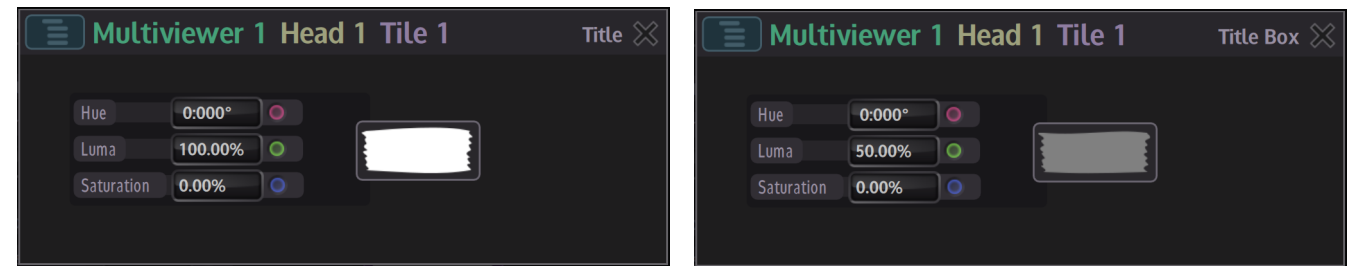 Multiviewer 1 Head 1 Tile 1 Title
Hue 0:000°
Luma 100.00%
Saturation 0.00%
Multiviewer 1 Head 1 Tile 1 Title Box
Hue 0:000°
Luma 50.00%
Saturation 0.00%